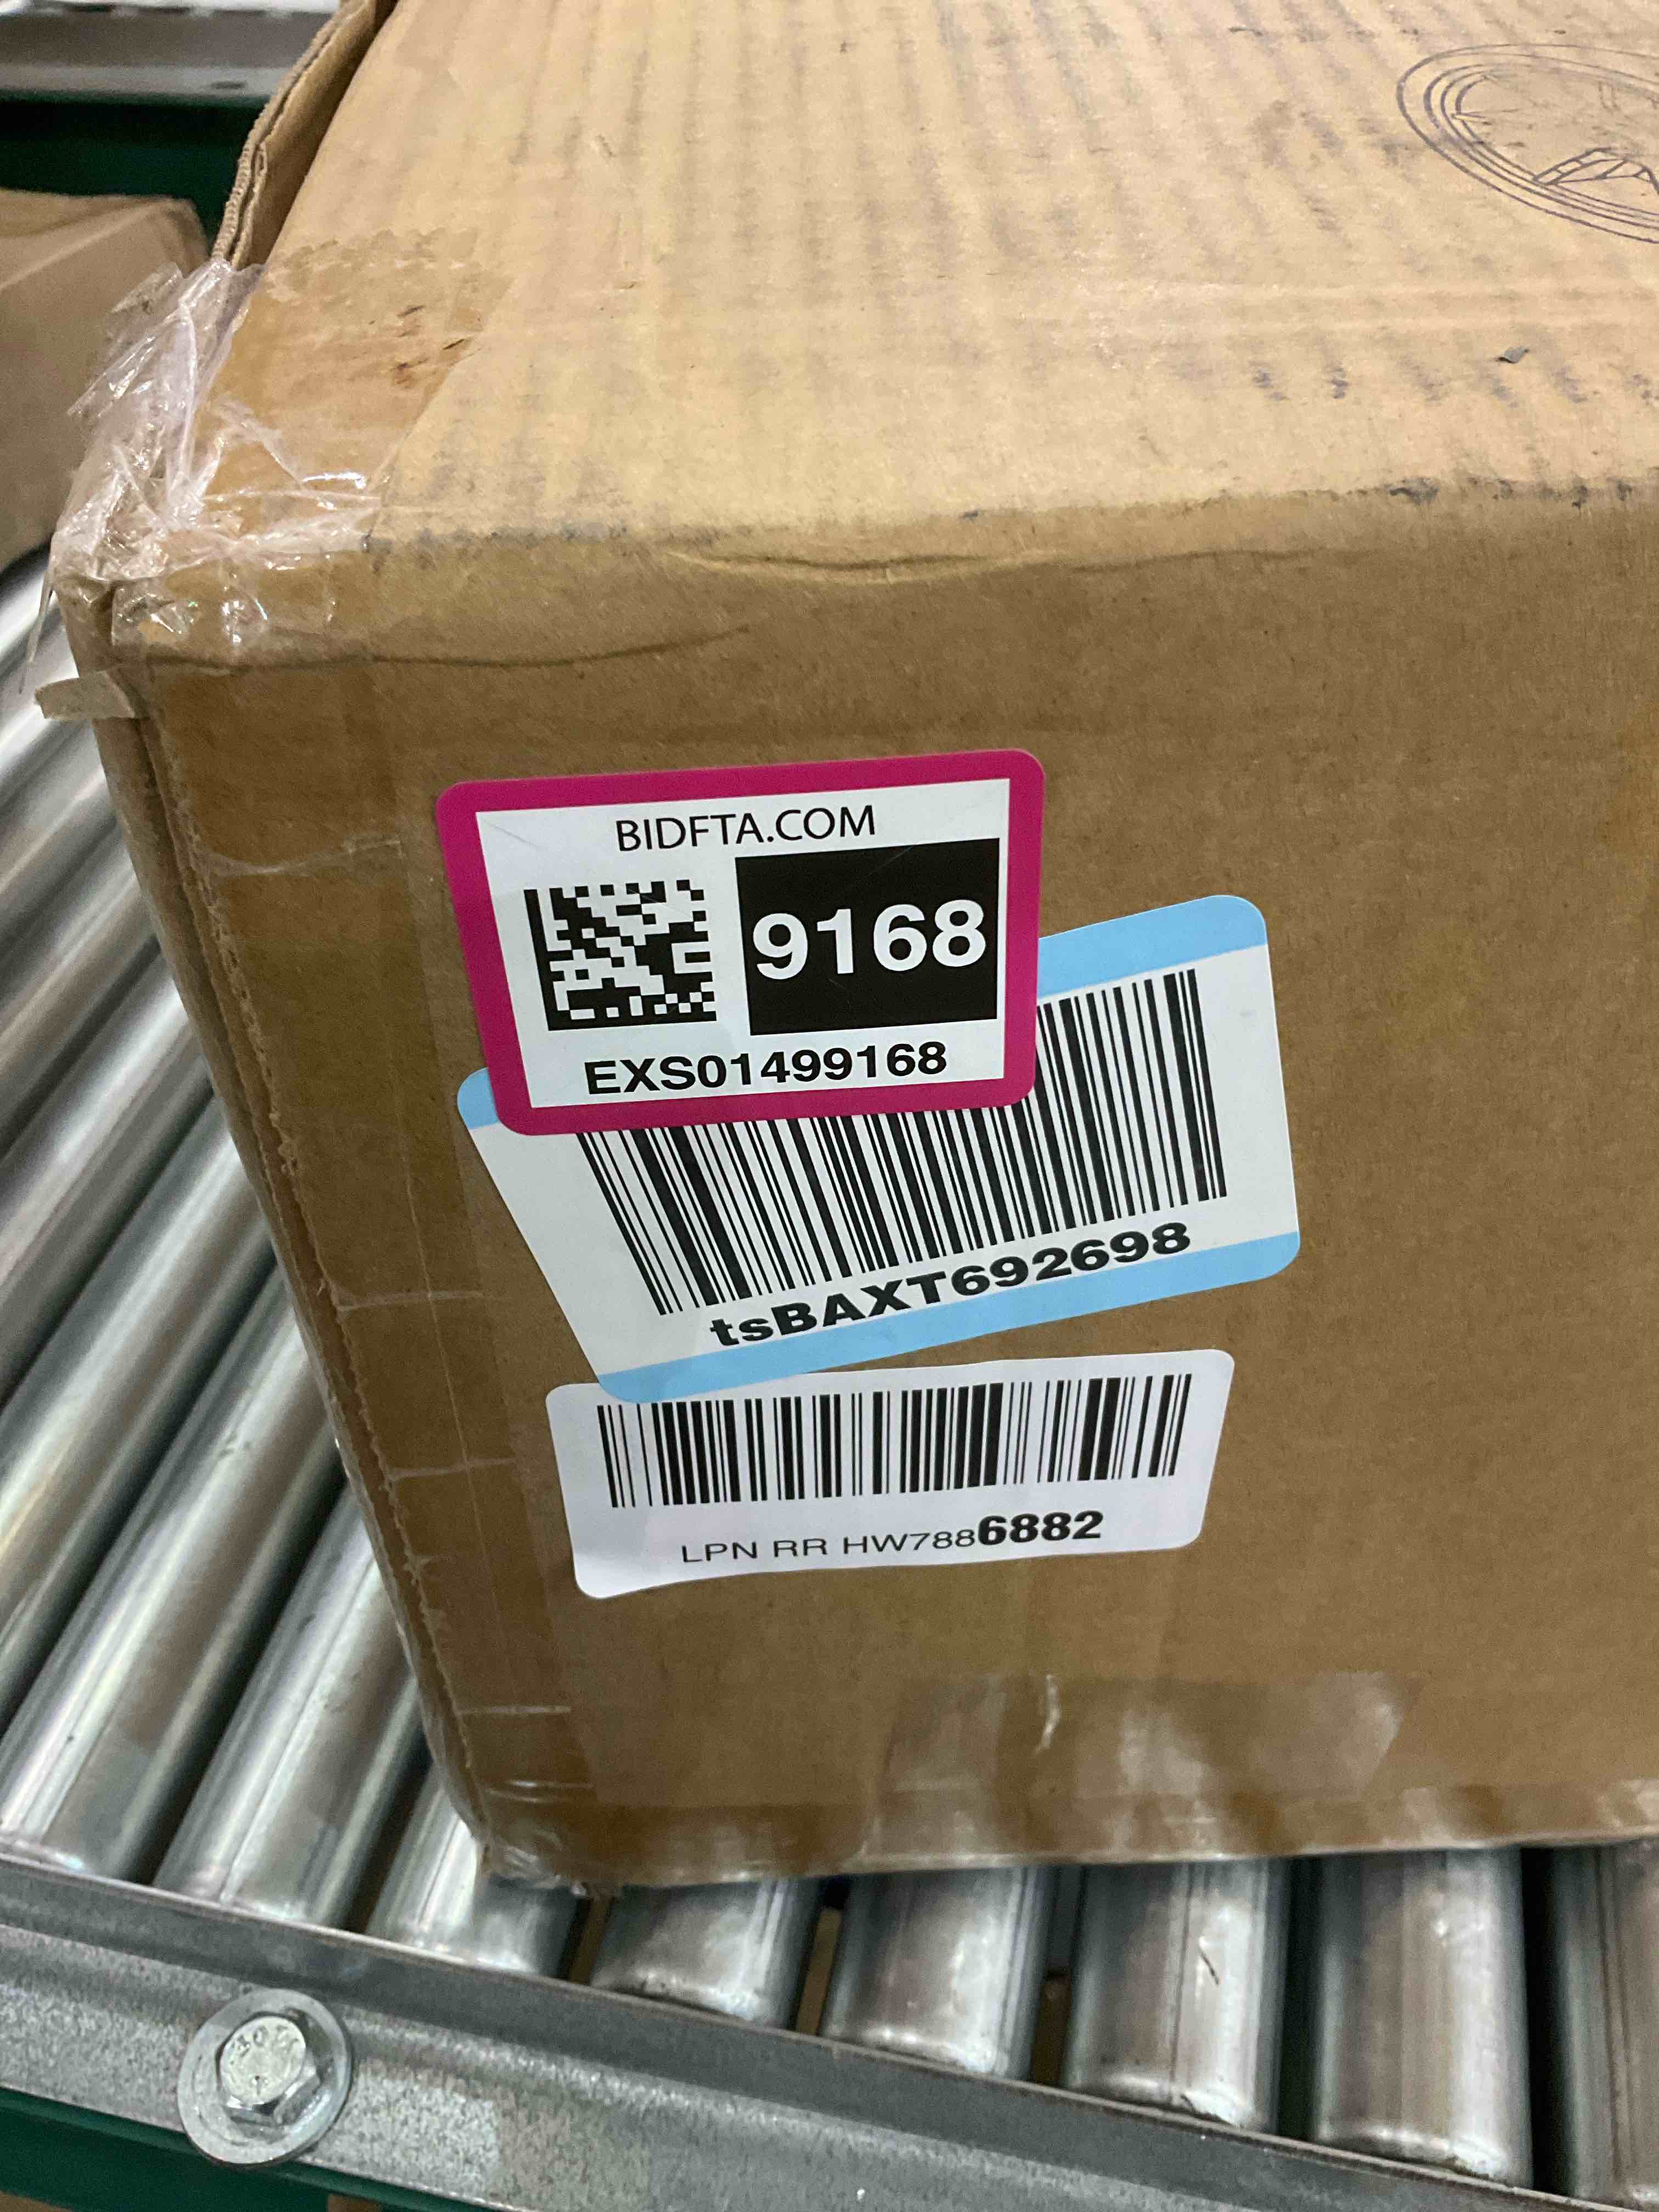 BIDFTA.COM
9168
EXS01499168
tsBAXT692698
LPN RR HW7886882